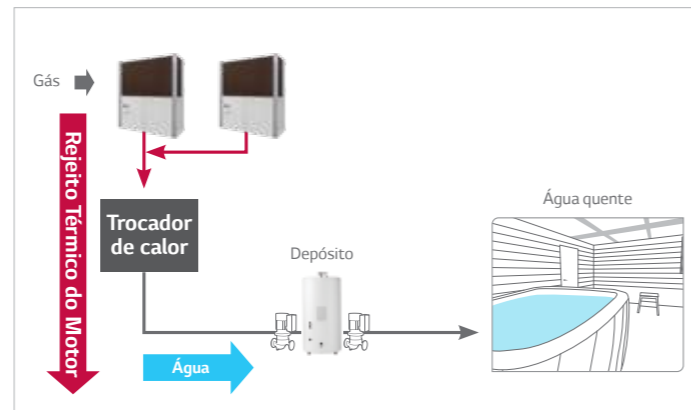 Gás
Rejeito Térmico do Motor
Trocador
de calor
Água quente
Depósito
Água